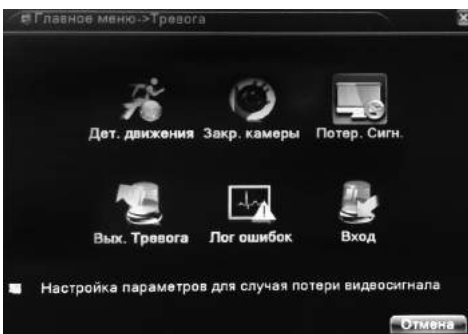 Главное меню->Тревога
Дет. движения Закр. камеры Потер. Сигн.
Вых. Тревога Лог ошибок Вход
Настройка параметров для случая потери видеосигнала
Отмена